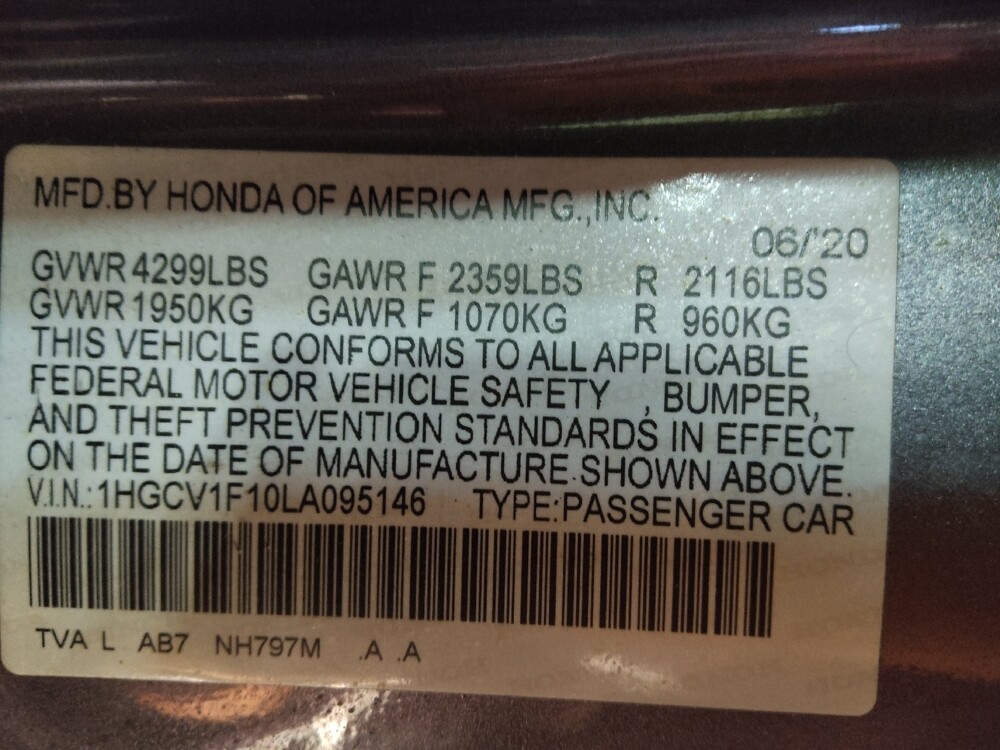 MFD.BY HONDA OF AMERICA MFG.,INC.
06/'20
GVWR 4299LBS GAWR F 2359LBS R 2116LBS
GVWR 1950KG GAWR F 1070KG R 960KG
THIS VEHICLE CONFORMS TO ALL APPLICABLE
FEDERAL MOTOR VEHICLE SAFETY , BUMPER,
AND THEFT PREVENTION STANDARDS IN EFFECT
ON THE DATE OF MANUFACTURE SHOWN ABOVE.
V.I.N.: 1HGCV1F10LA095146 TYPE:PASSENGER CAR
TVA L AB7 NH797M .A .A